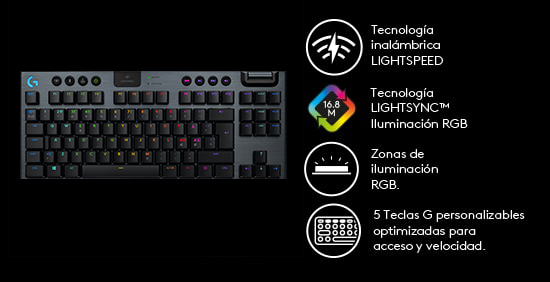 Tecnología
inalámbrica
LIGHTSPEED
16.8
M
Tecnología
LIGHTSYNC™
Iluminación RGB
Zonas de
iluminación
RGB.
5 Teclas G personalizables
optimizadas para
acceso y velocidad.